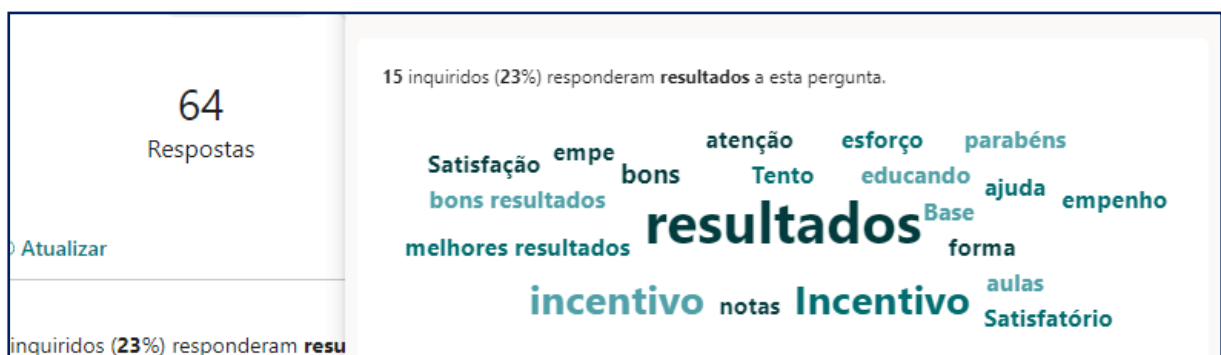 64
Respostas
Atualizar
inquiridos (23%) responderam resu
15 inquiridos (23%) responderam resultados a esta pergunta.
atenção esforço parabéns
Satisfação empe bons Tento educando ajuda empenho
bons resultados resultados Base
melhores resultados forma
incentivo notas Incentivo aulas
Satisfatório